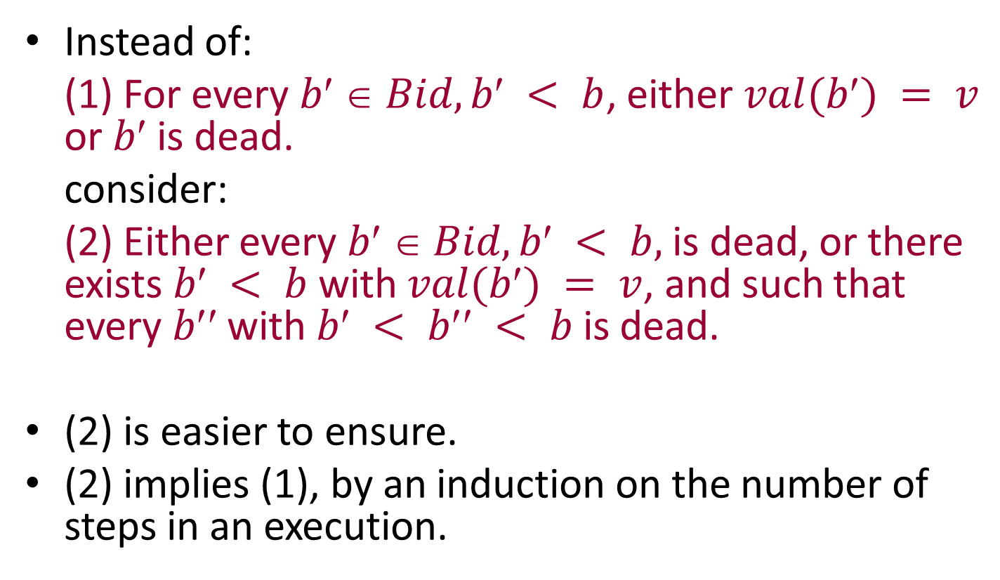 • Instead of:
(1) For every b′ ∈ Bid, b′ < b, either val(b′) = v
or b′ is dead.
consider:
(2) Either every b′ ∈ Bid, b′ < b, is dead, or there
exists b′ < b with val(b′) = v, and such that
every b′′ with b′ < b′′ < b is dead.
• (2) is easier to ensure.
• (2) implies (1), by an induction on the number of
steps in an execution.